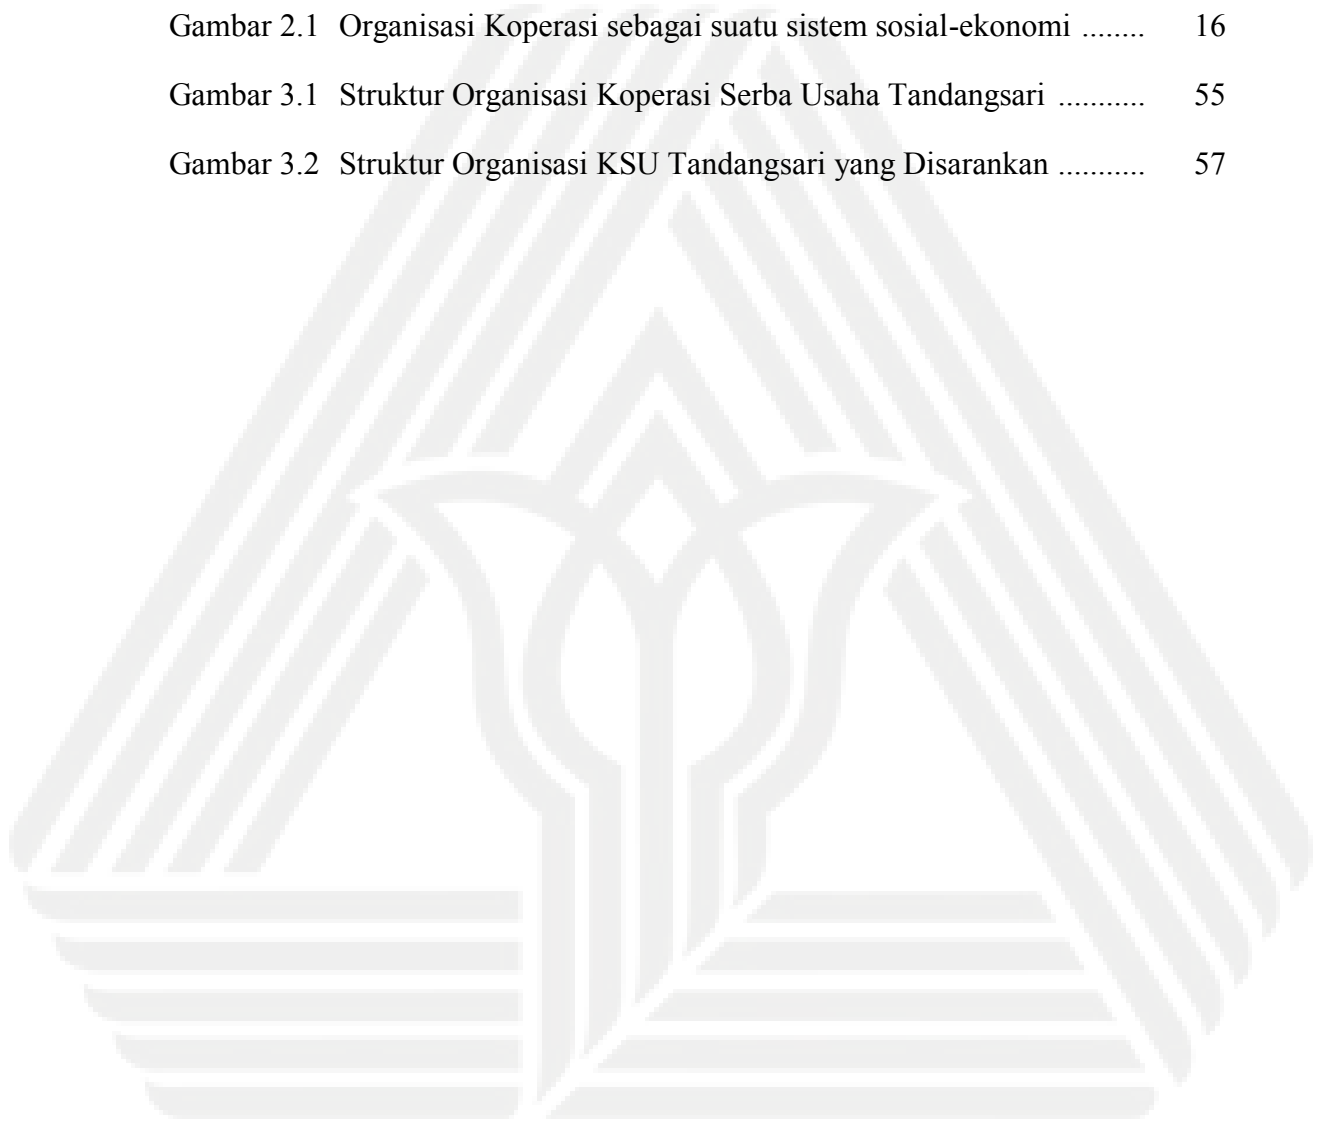 Gambar 2.1 Organisasi Koperasi sebagai suatu sistem sosial-ekonomi ........ 16
Gambar 3.1 Struktur Organisasi Koperasi Serba Usaha Tandangsari ........... 55
Gambar 3.2 Struktur Organisasi KSU Tandangsari yang Disarankan ........... 57